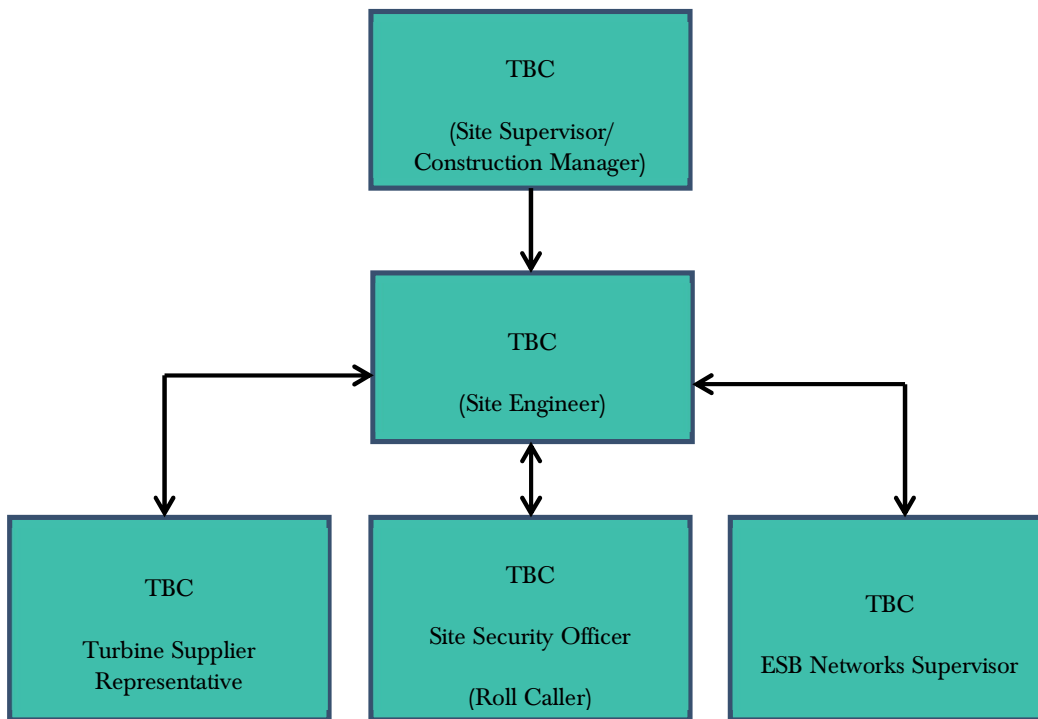 TBC
(Site Supervisor/
Construction Manager)
TBC
(Site Engineer)
TBC
Turbine Supplier
Representative
TBC
Site Security Officer
(Roll Caller)
TBC
ESB Networks Supervisor